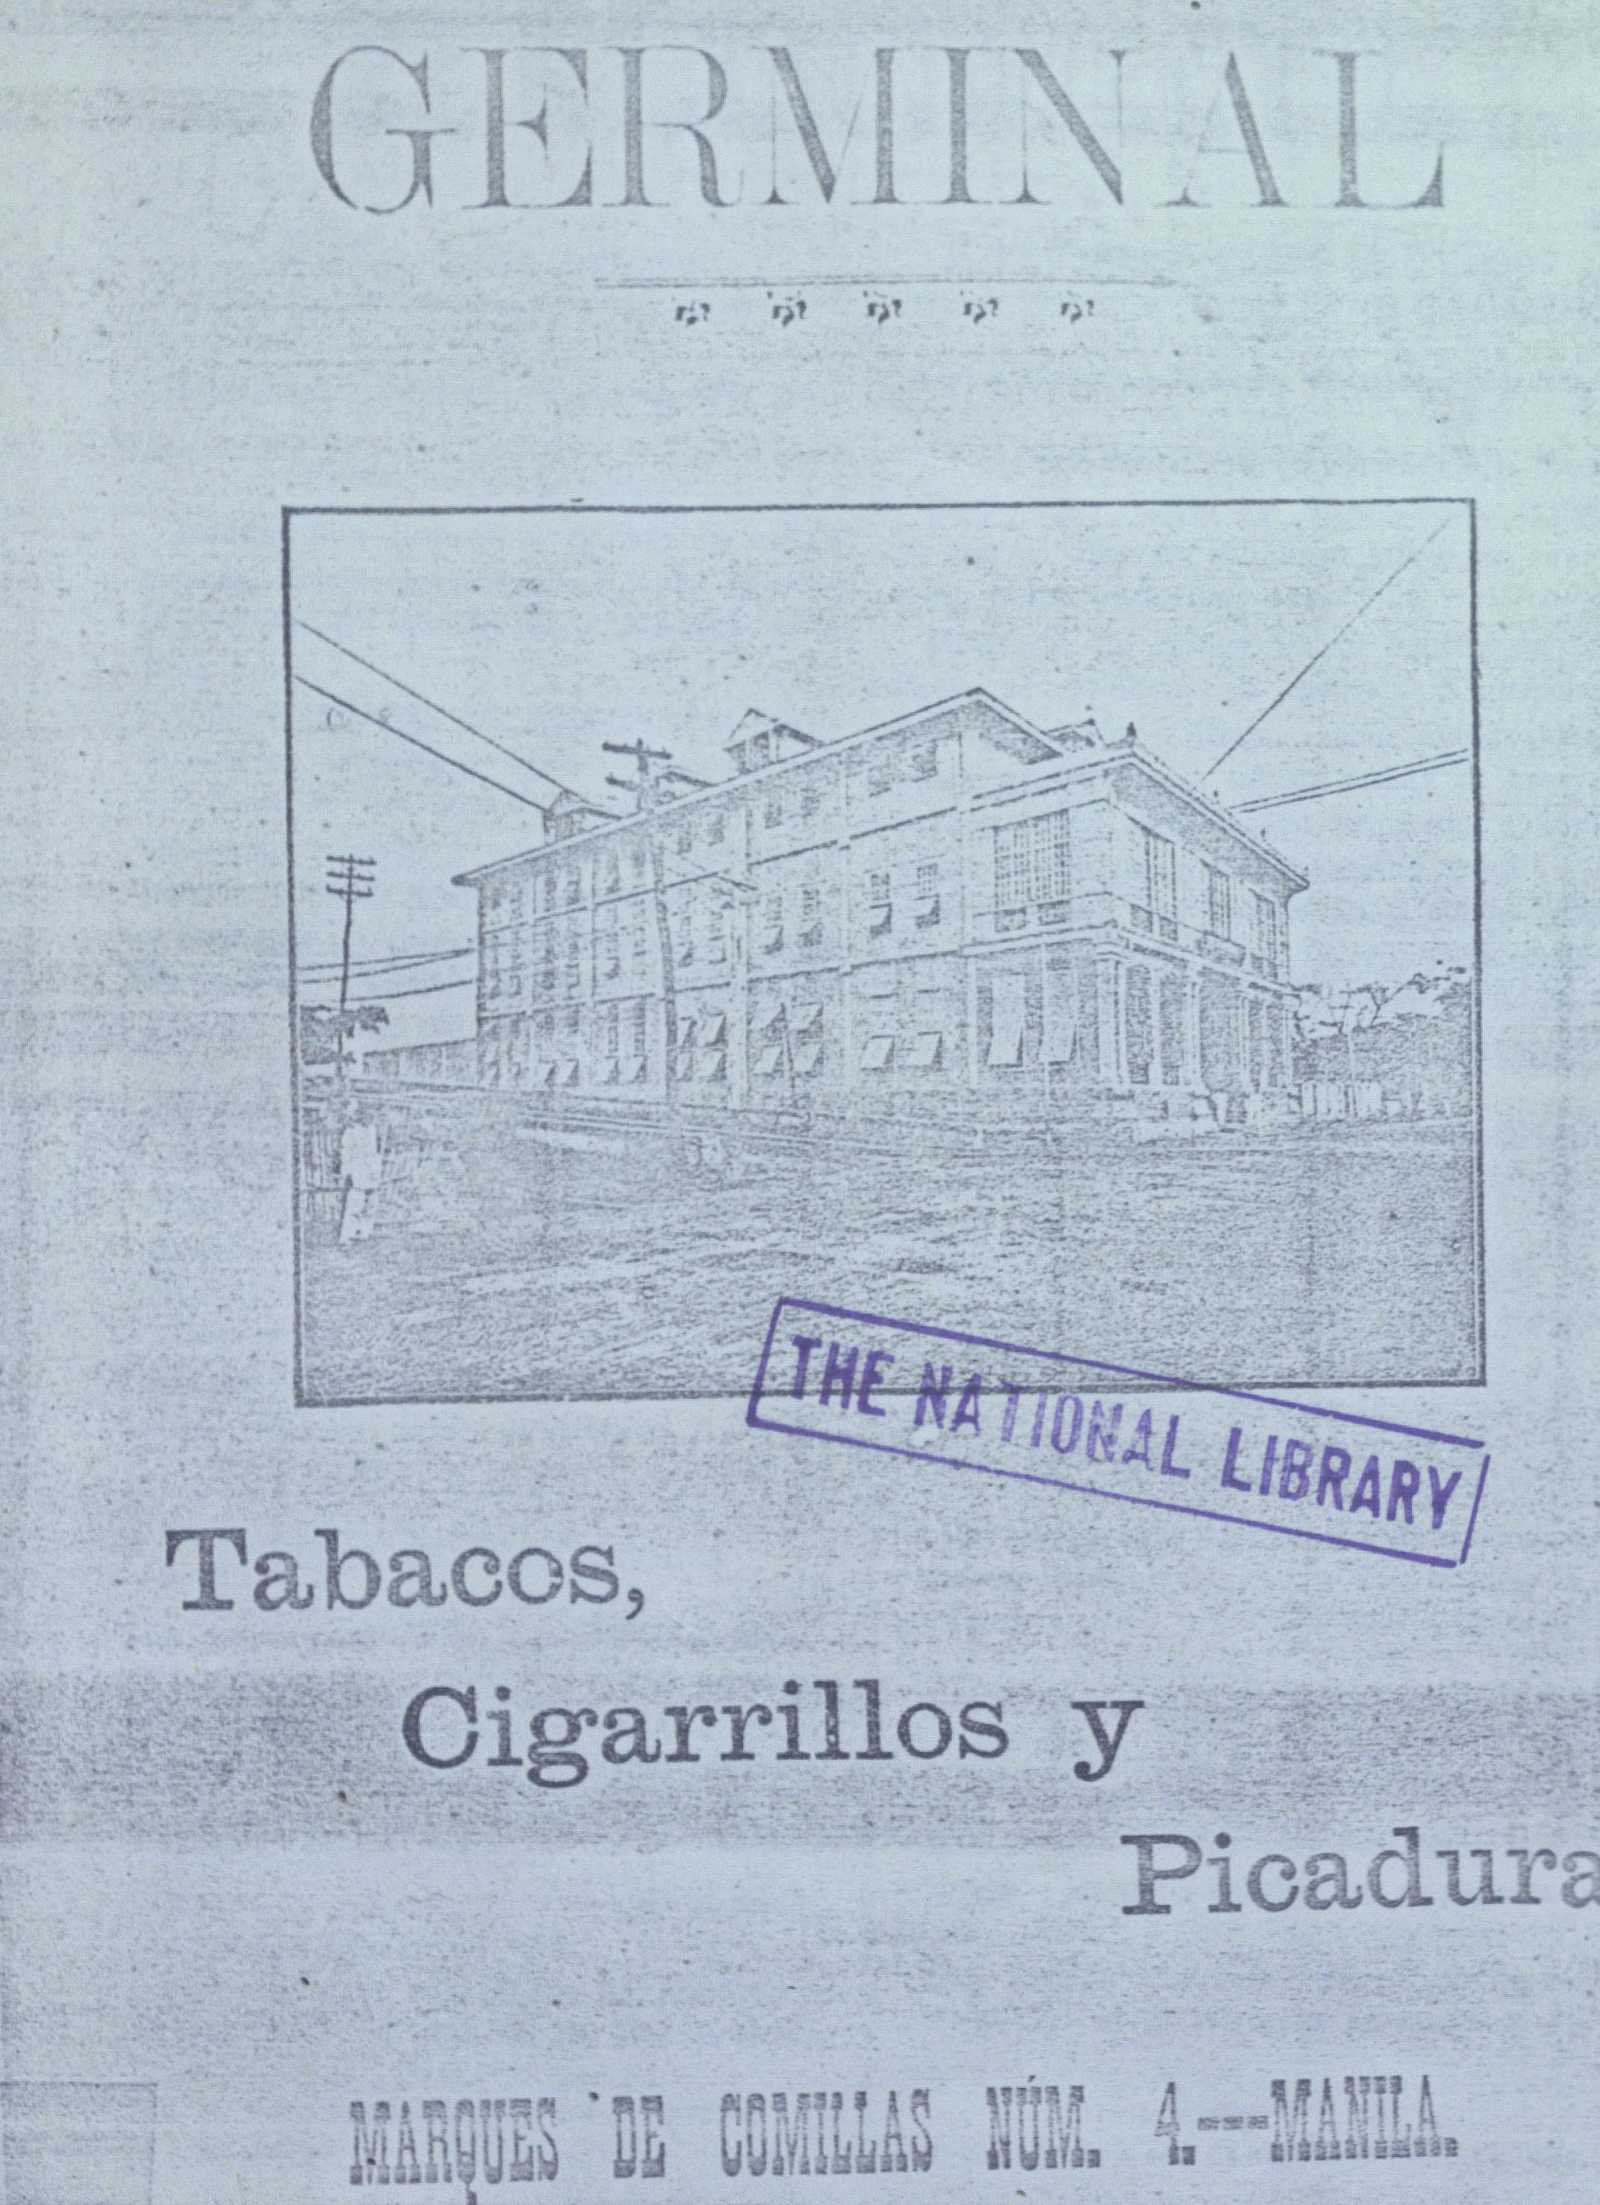 GERMINAL
THE NATIONAL LIBRARY
Tabacos,
Cigarrillos y
Picadura
MARQUES DE COMILLAS NÚM. 4.---MANILA.